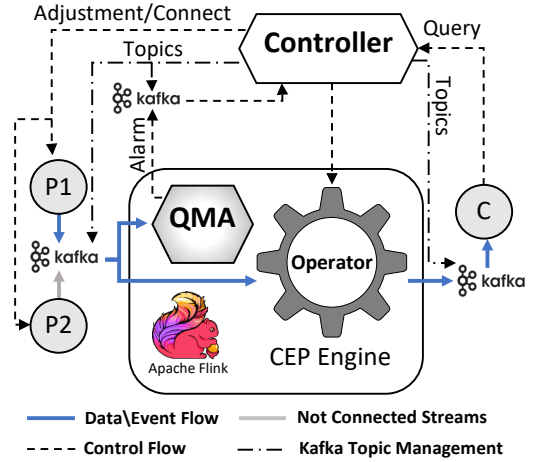 Adjustment/Connect
Controller
Query
Topics
kafka
Topics
Alarm
P1
QMA
C
kafka
Operator
kafka
P2
CEP Engine
Apache Flink
Data\Event Flow
Not Connected Streams
Control Flow
Kafka Topic Management